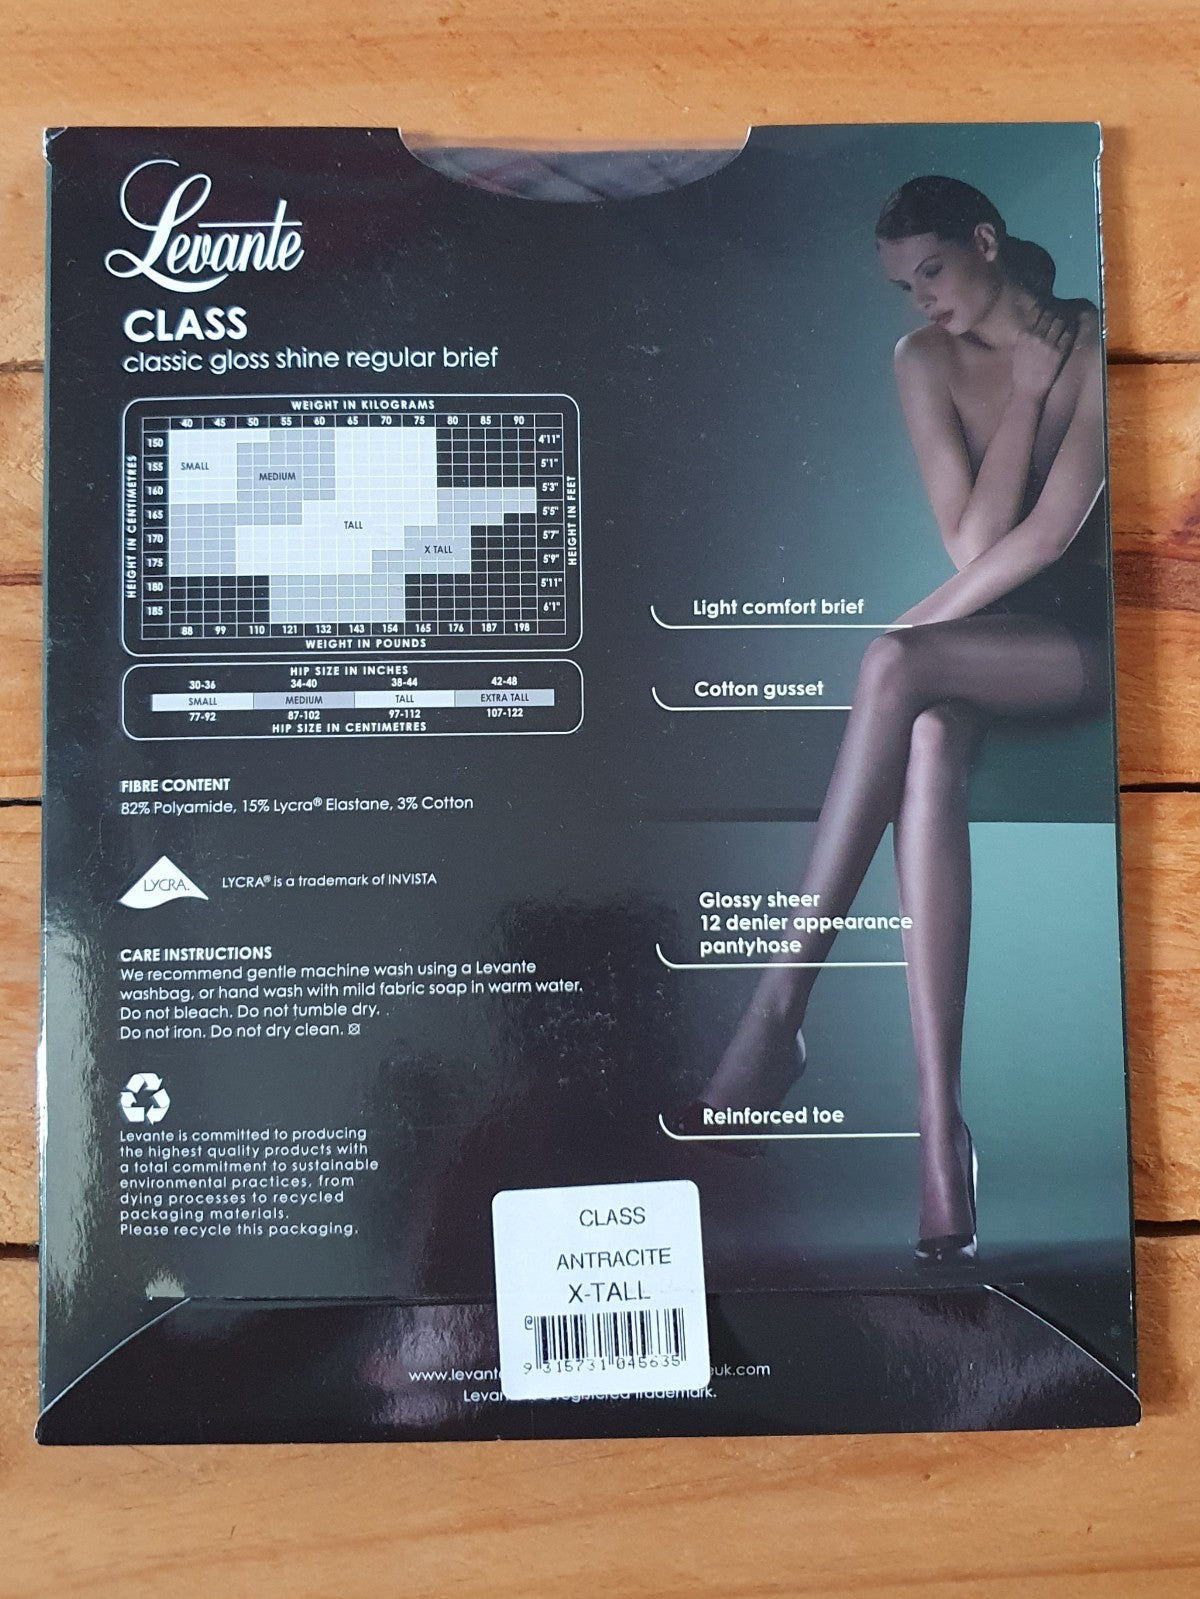 Levante
CLASS
classic gloss shine regular brief
WEIGHT IN KILOGRAMS
40 45 50 55 60 65 70 75 80 85 90
HEIGHT IN CENTIMETRES
150
155
160
165
170
175
180
185
SMALL
MEDIUM
TALL
X TALL
4'11"
5'1"
5'3"
5'5"
5'7"
5'9"
5'11"
6'1"
HEIGHT IN FEET
88 99 110 121 132 143 154 165 176 187 198
WEIGHT IN POUNDS
HIP SIZE IN INCHES
30-36 34-40 38-44 42-48
SMALL MEDIUM TALL EXTRA TALL
77-92 87-102 97-112 107-122
HIP SIZE IN CENTIMETRES
Light comfort brief
Cotton gusset
FIBRE CONTENT
82% Polyamide, 15% Lycra® Elastane, 3% Cotton
LYCRA.
LYCRA® is a trademark of INVISTA
Glossy sheer
12 denier appearance
pantyhose
CARE INSTRUCTIONS
We recommend gentle machine wash using a Levante
washbag, or hand wash with mild fabric soap in warm water.
Do not bleach. Do not tumble dry.
Do not iron. Do not dry clean.
Reinforced toe
Levante is committed to producing
the highest quality products with
a total commitment to sustainable
environmental practices, from
dying processes to recycled
packaging materials.
Please recycle this packaging.
CLASS
ANTRACITE
X-TALL
9 315731 045635
www.levant uk.com
Levan registered trademark.